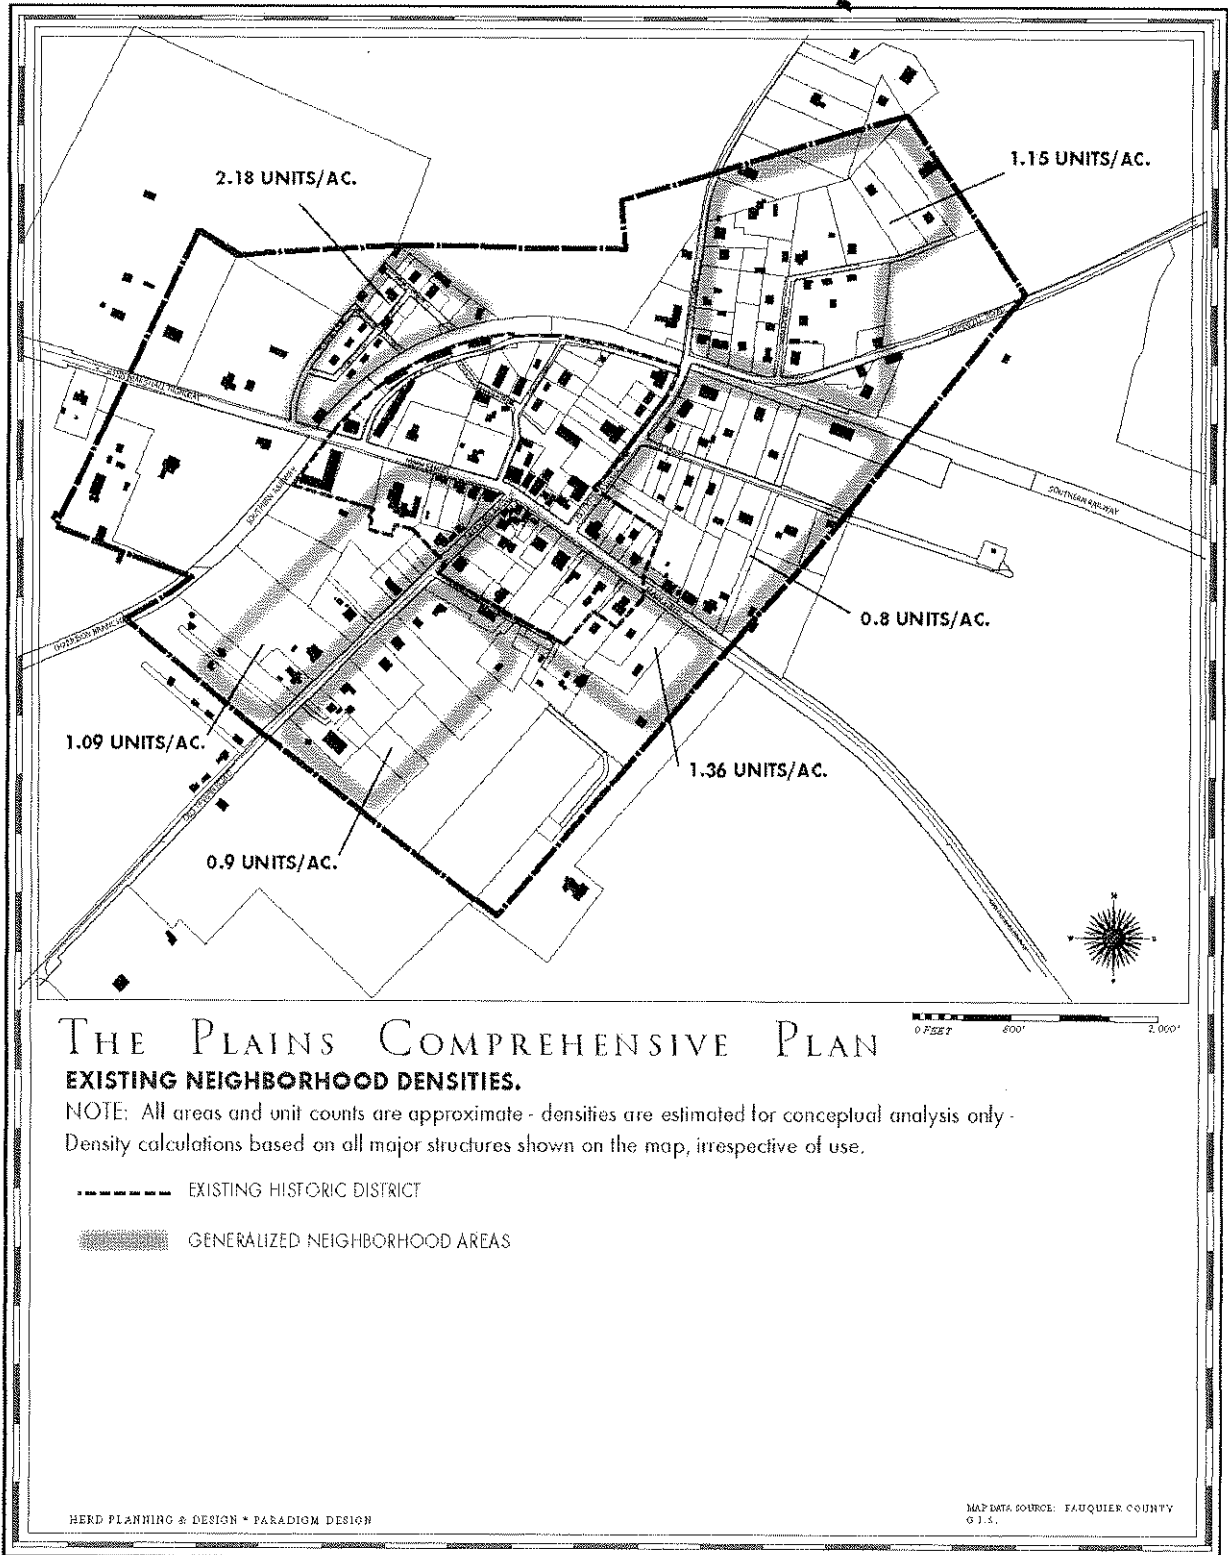 2.18 UNITS/AC.
1.15 UNITS/AC.
SOUTHERN RAILWAY
SOUTHERN RAILWAY
0.8 UNITS/AC.
1.09 UNITS/AC.
1.36 UNITS/AC.
0.9 UNITS/AC.
N
W
THE PLAINS COMPREHENSIVE PLAN
0 FEET 800' 2,000'
EXISTING NEIGHBORHOOD DENSITIES.
NOTE: All areas and unit counts are approximate - densities are estimated for conceptual analysis only -
Density calculations based on all major structures shown on the map, irrespective of use.
EXISTING HISTORIC DISTRICT
GENERALIZED NEIGHBORHOOD AREAS
HERD PLANNING & DESIGN * PARADIGM DESIGN
MAP DATA SOURCE: FAUQUIER COUNTY
G.I.S.